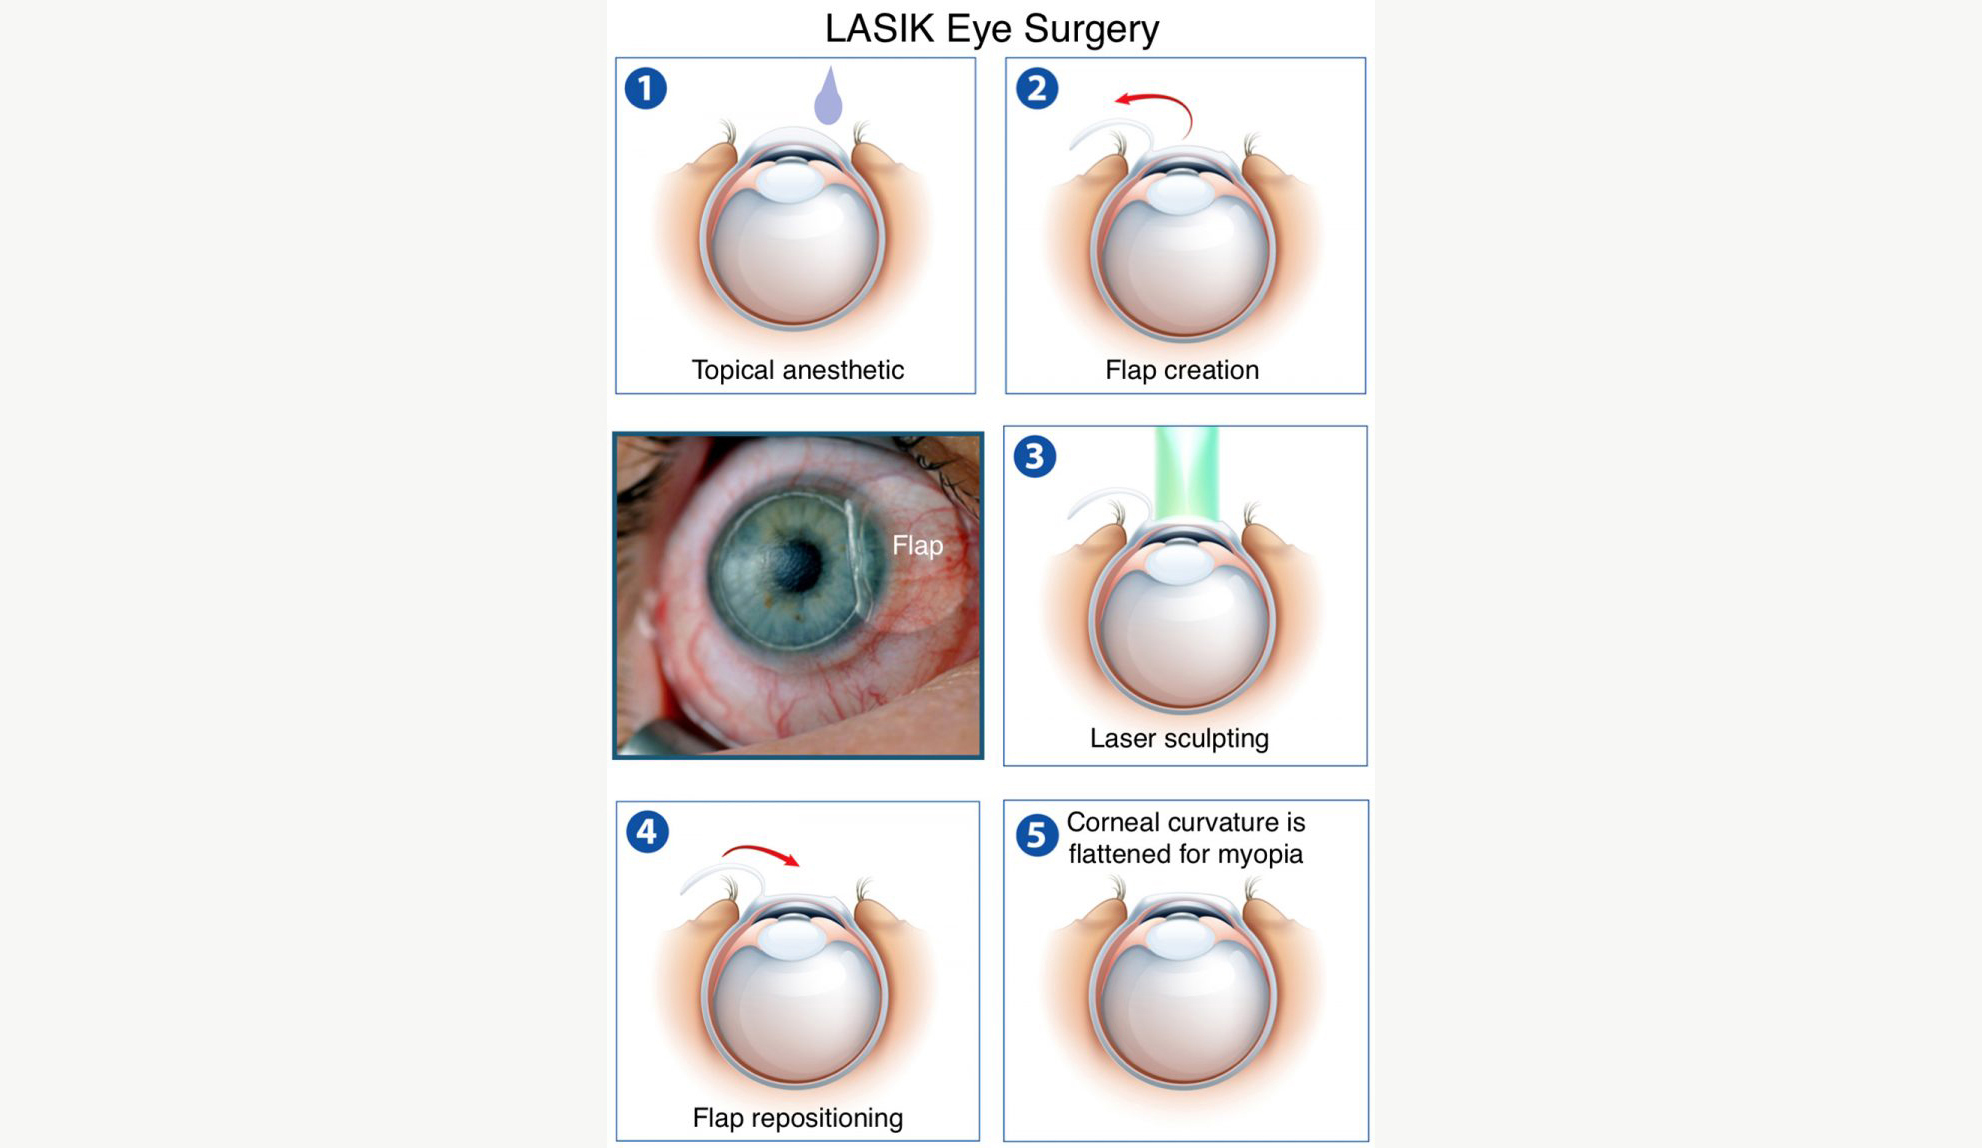 LASIK Eye Surgery
1
Topical anesthetic
2
Flap creation
Flap
3
Laser sculpting
4
Flap repositioning
5
Corneal curvature is
flattened for myopia